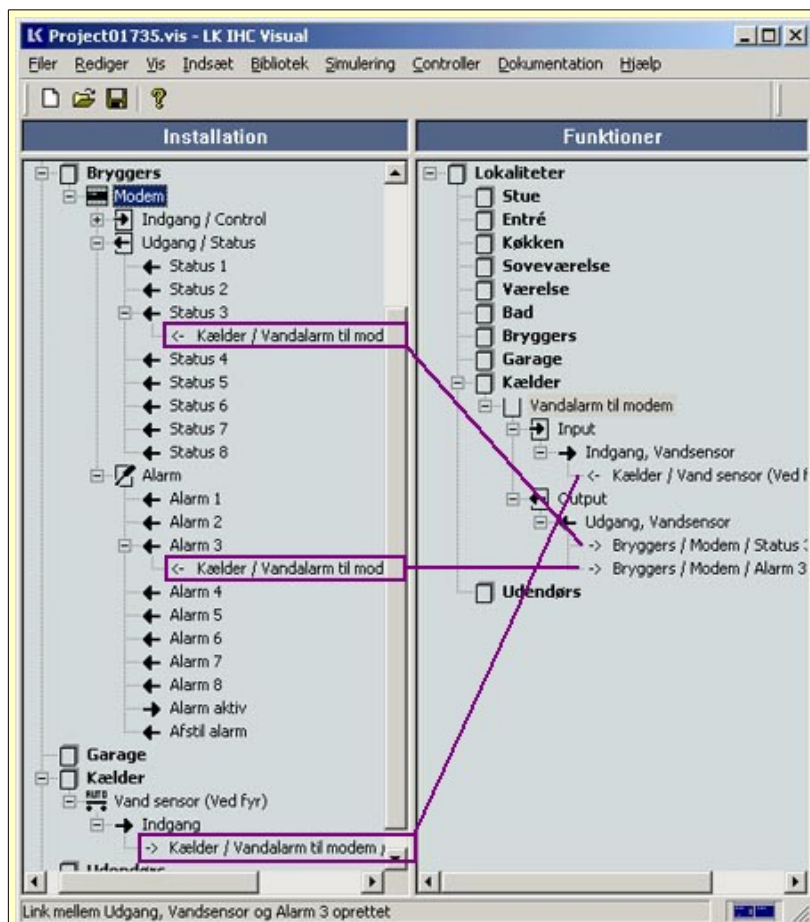 LK Project01735.vis - LK IHC Visual
Filer Rediger Vis Indsæt Bibliotek Simulering Controller Dokumentation Hjælp
Installation
Bryggers
Modem
Indgang / Control
Udgang / Status
Status 1
Status 2
Status 3
<- Kælder / Vandalarm til mod
Status 4
Status 5
Status 6
Status 7
Status 8
Alarm
Alarm 1
Alarm 2
Alarm 3
<- Kælder / Vandalarm til mod
Alarm 4
Alarm 5
Alarm 6
Alarm 7
Alarm 8
Alarm aktiv
Afstil alarm
Garage
Kælder
AUTO Vand sensor (Ved fyr)
Indgang
-> Kælder / Vandalarm til modem /
Udendørs
Funktioner
Lokaliteter
Stue
Entré
Køkken
Soveværelse
Værelse
Bad
Bryggers
Garage
Kælder
Vandalarm til modem
Input
Indgang, Vandsensor
<- Kælder / Vand sensor (Ved f
Output
Udgang, Vandsensor
-> Bryggers / Modem / Status 3
-> Bryggers / Modem / Alarm 3
Udendørs
Link mellem Udgang, Vandsensor og Alarm 3 oprettet